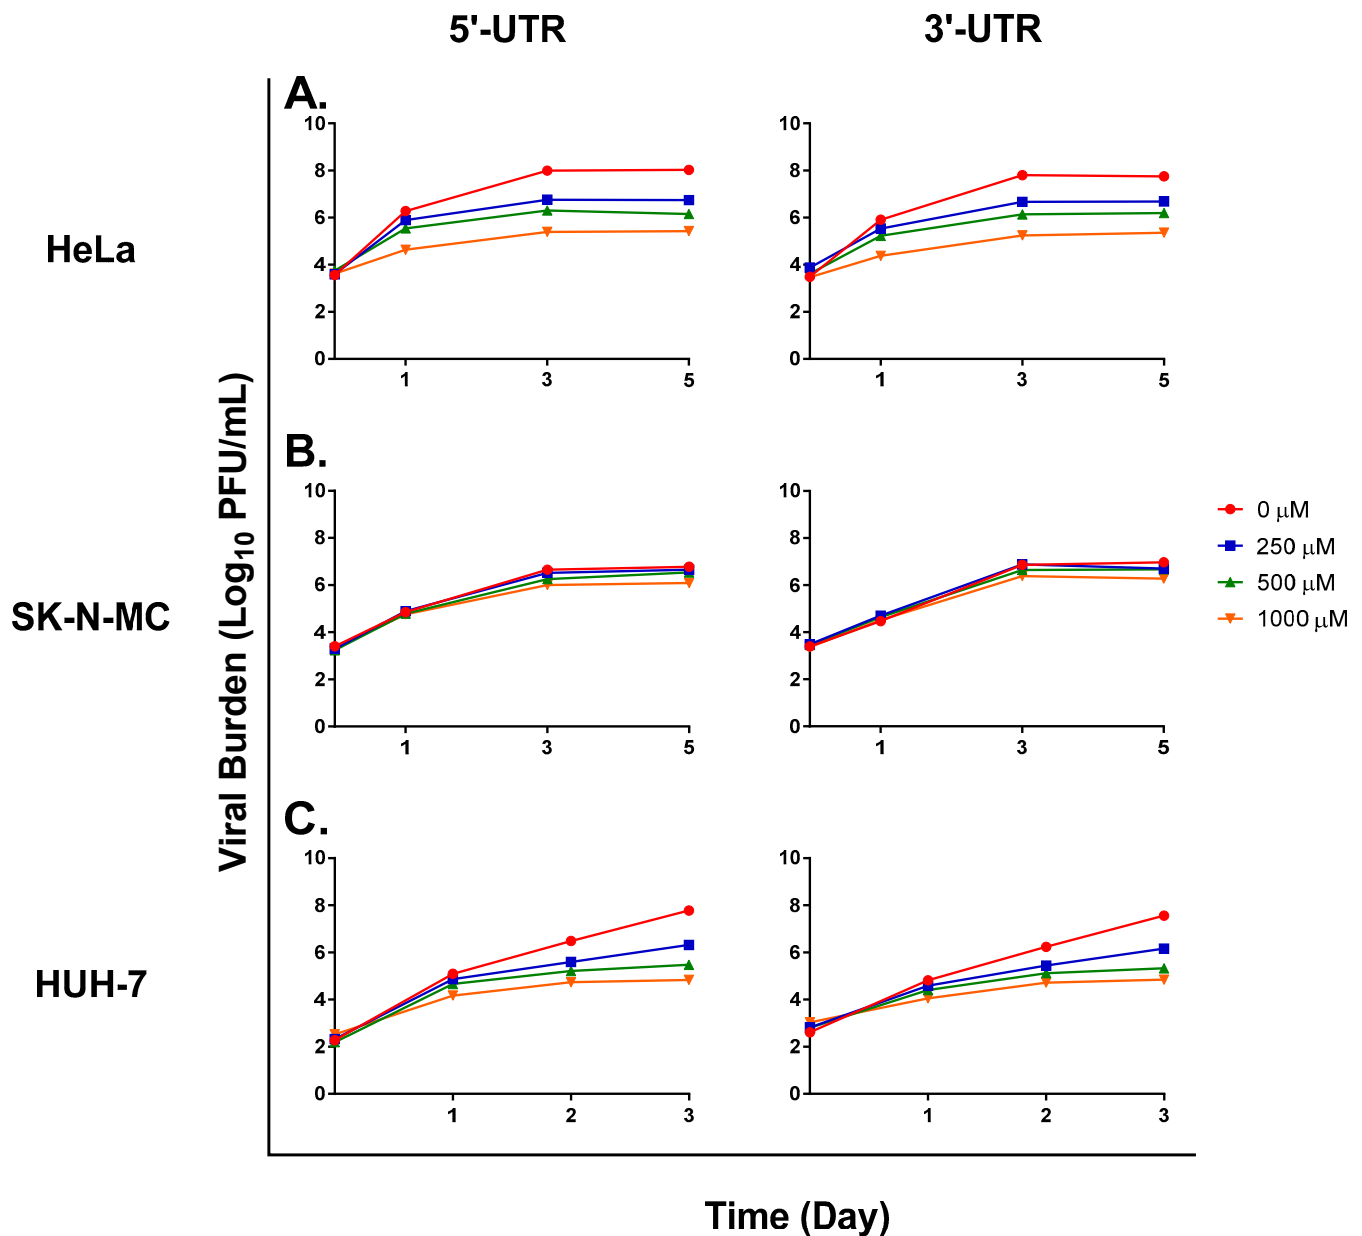 5'-UTR 3'-UTR
A.
10 10
8 8
6 6
HeLa
4 4
2 2
0 0
1 3 5 1 3 5
Viral Burden (Log10 PFU/mL)
B.
10 10
0 μM
8 8
250 μM
6 6
500 μM
SK-N-MC
4 4
1000 μM
2 2
0 0
1 3 5 1 3 5
C.
10 10
8 8
6 6
HUH-7
4 4
2 2
0 0
1 2 3 1 2 3
Time (Day)